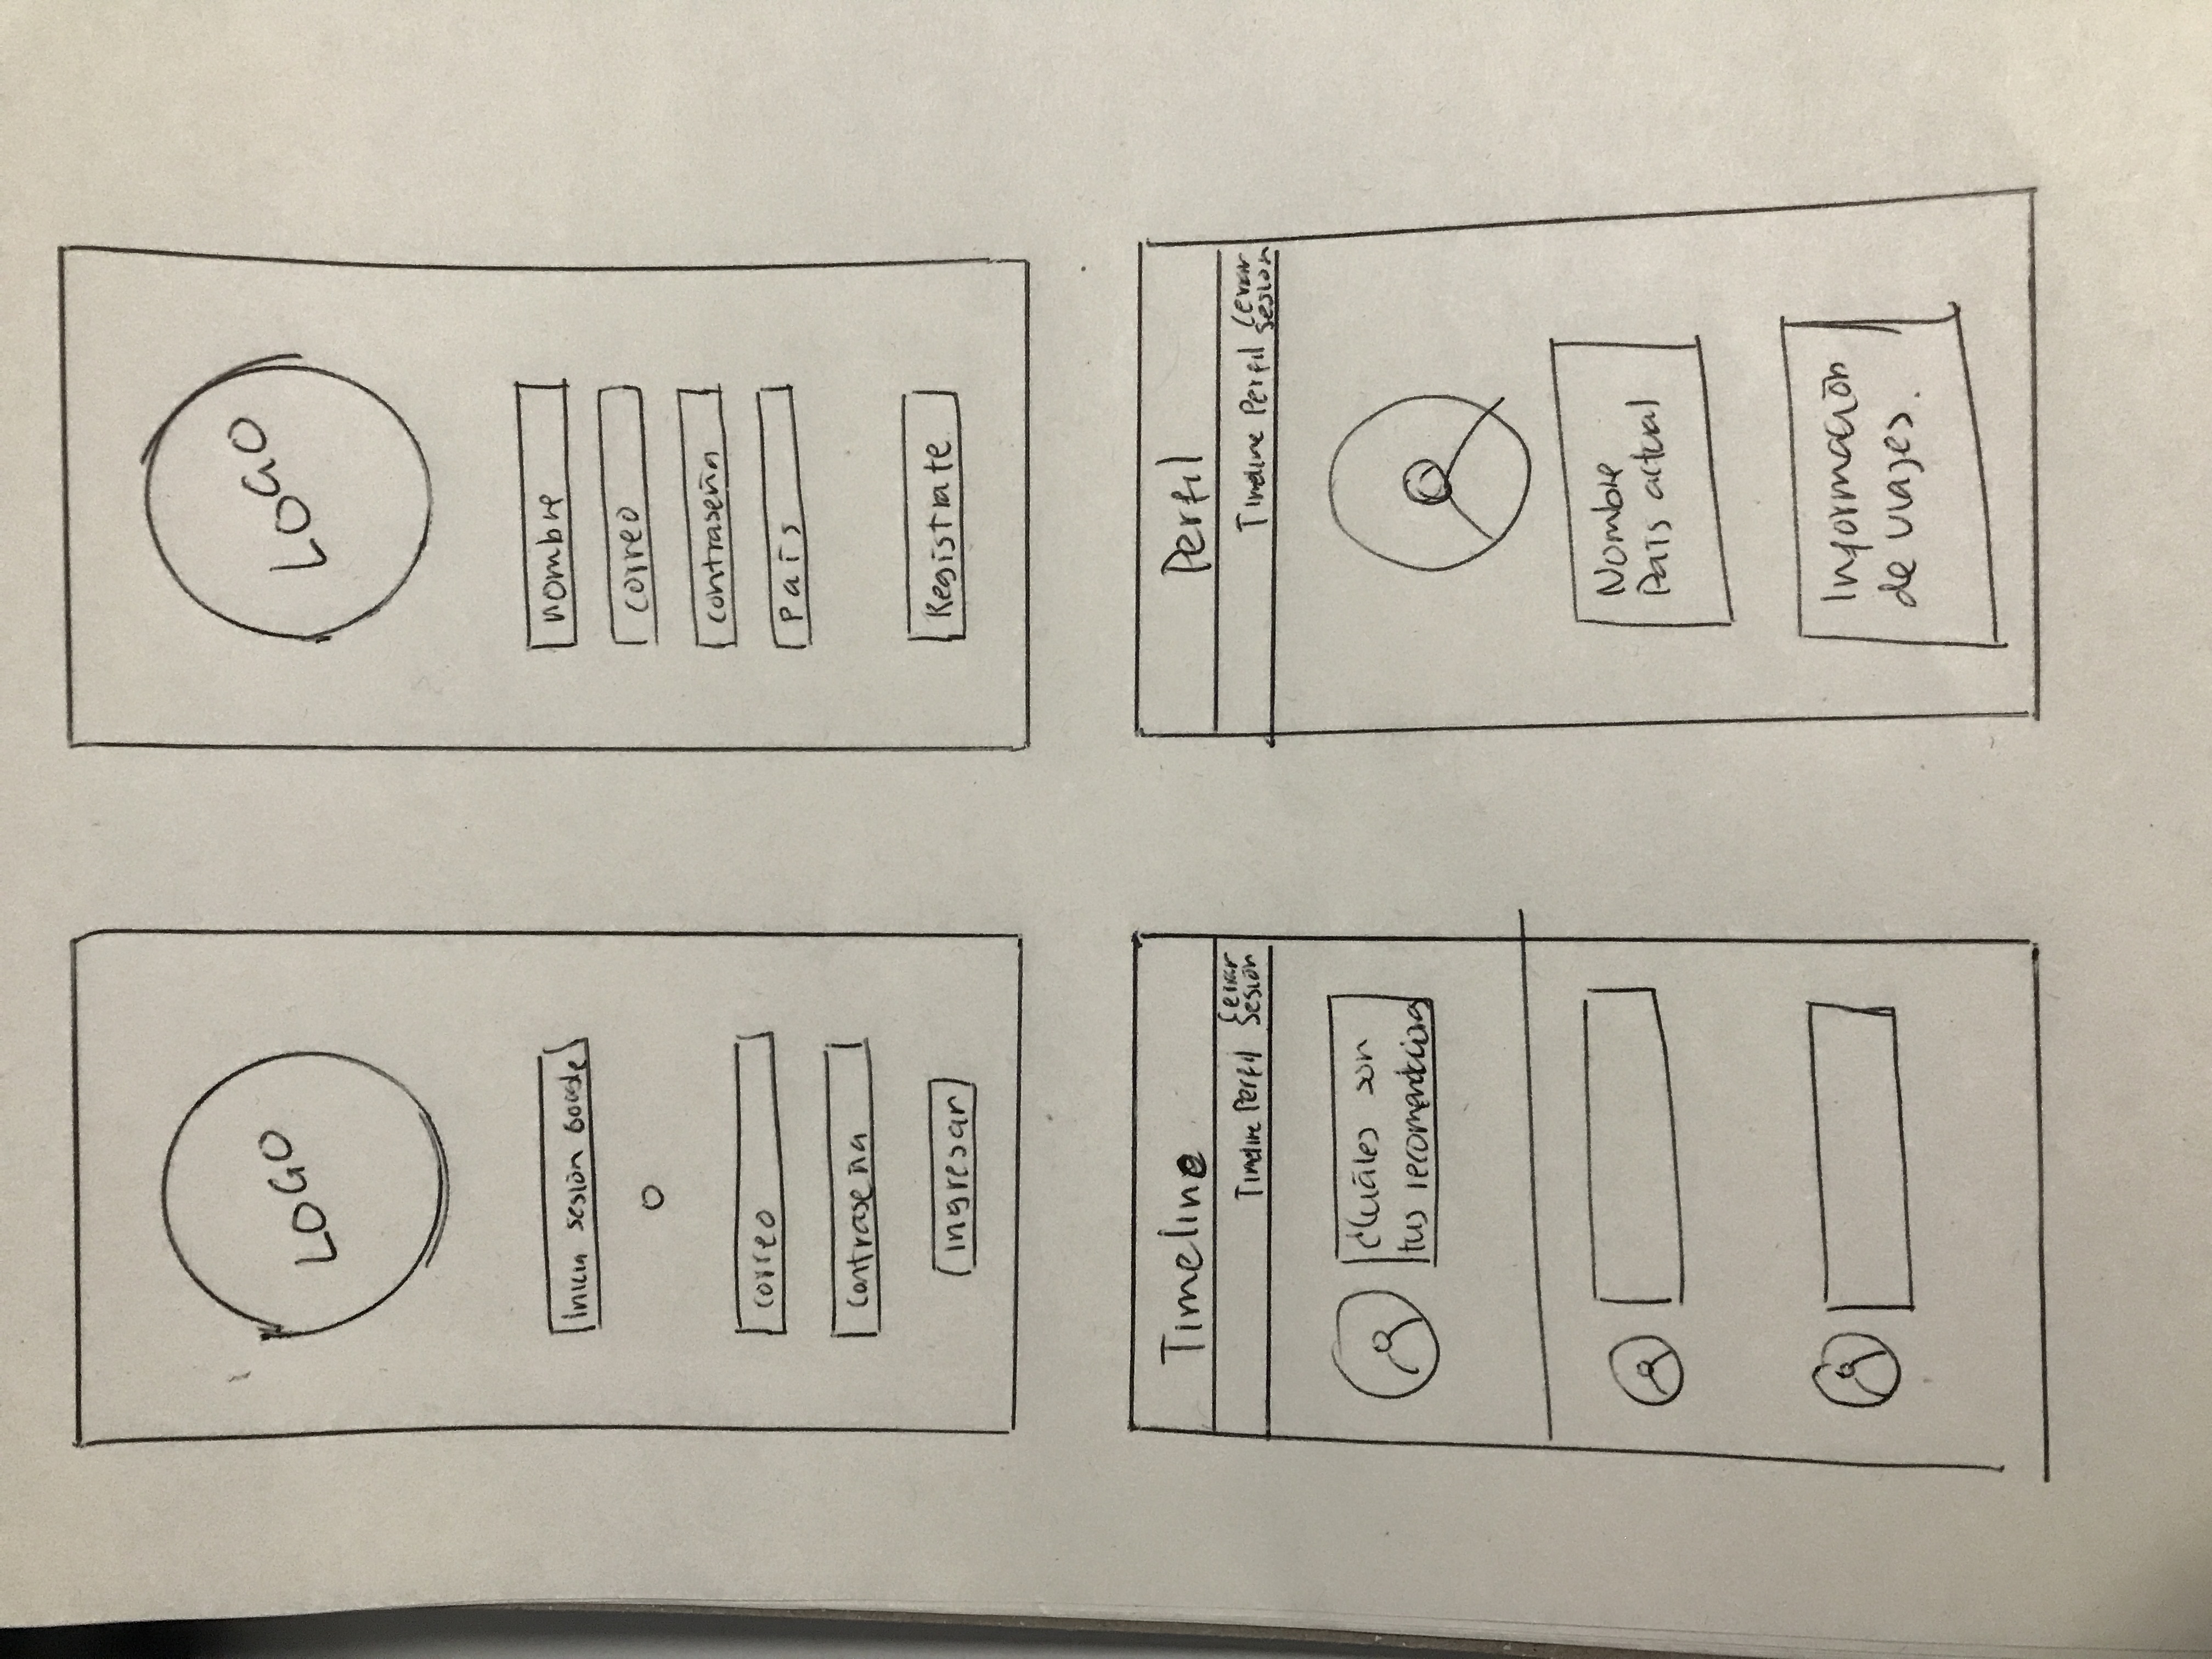 LOGO
Inicia sesión Google
o
correo
contraseña
ingresar
LOGO
nombre
correo
contraseña
País
Registrate
Timeline
Timeline Perfil Cerrar
Sesión
¿Cuáles son
tus recomendaciones
Perfil
Timeline Perfil Cerrar
Sesión
Nombre
País actual
Información
de viajes.